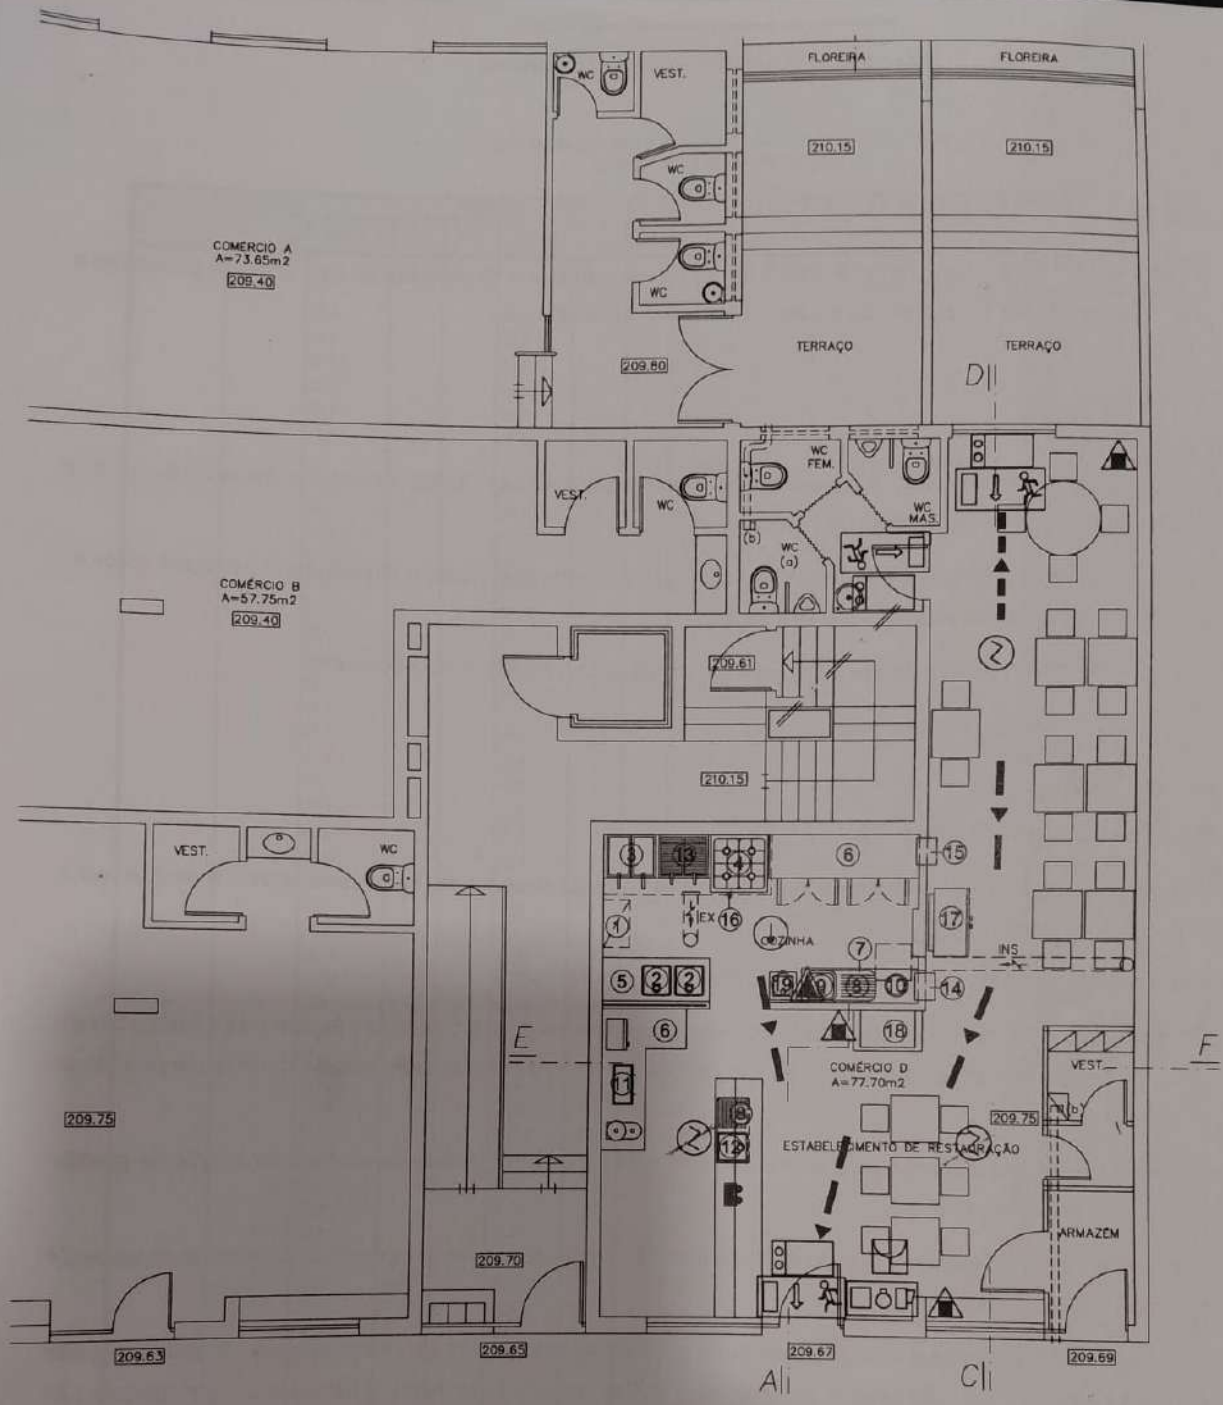 FLOREIRA
FLOREIRA
WC
VEST.
210.15
210.15
WC
COMÉRCIO A
A=73.65m2
209.40
WC
TERRAÇO
TERRAÇO
209.80
D
WC
FEM.
VEST.
WC
WC
MAS.
(b)
WC
(a)
COMÉRCIO B
A=57.75m2
209.40
209.61
210.15
VEST.
WC
3
13
4
6
15
1
EX
16
17
COZINHA
7
INS
5
2
2
19
9
8
10
14
6
18
E
COMÉRCIO D
A=77.70m2
VEST.
F
11
209.75
209.75
(b)
12
ESTABELECIMENTO DE RESTAURAÇÃO
ARMAZÉM
209.70
209.63
209.65
209.67
209.69
A
C